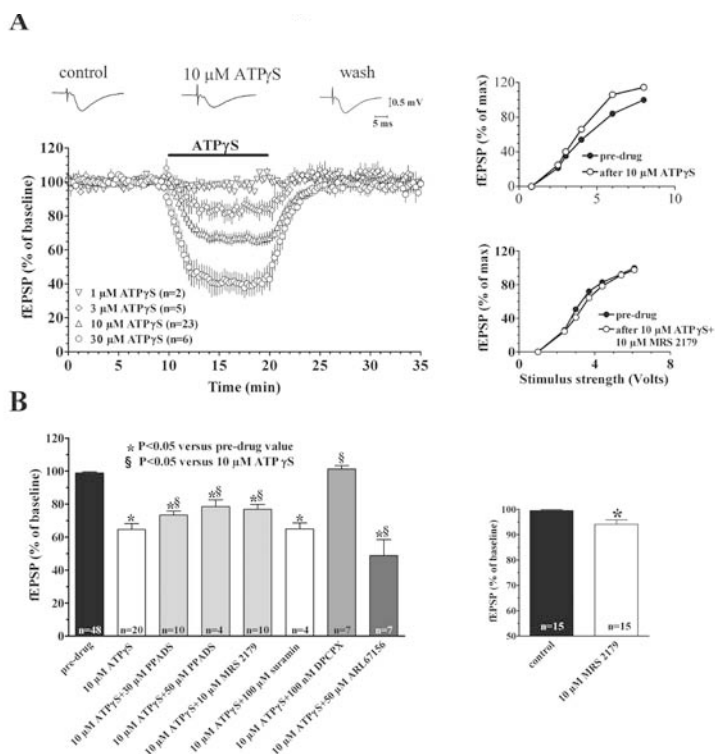 A
control
10 µM ATPγS
wash
0.5 mV
5 ms
fEPSP (% of baseline)
120
100
80
60
40
20
0
ATPγS
1 µM ATPγS (n=2)
3 µM ATPγS (n=5)
10 µM ATPγS (n=23)
30 µM ATPγS (n=6)
0 5 10 15 20 25 30 35
Time (min)
fEPSP (% of max)
120
80
40
0
pre-drug
after 10 µM ATPγS
0 5 10
fEPSP (% of max)
120
80
40
0
pre-drug
after 10 µM ATPγS+
10 µM MRS 2179
0 3 6 9
Stimulus strength (Volts)
B
fEPSP (% of baseline)
120
100
80
60
40
20
0
* P<0.05 versus pre-drug value
§ P<0.05 versus 10 µM ATPγS
*
*§
*§
*§
*
§
*§
n=48
n=20
n=10
n=4
n=10
n=4
n=7
n=7
pre-drug
10 µM ATPγS
10 µM ATPγS+30 µM PPADS
10 µM ATPγS+50 µM PPADS
10 µM ATPγS+10 µM MRS 2179
10 µM ATPγS+100 µM suramin
10 µM ATPγS+100 nM DPCPX
10 µM ATPγS+50 µM ARL67156
fEPSP (% of baseline)
100
90
80
70
60
50
*
n=15
n=15
control
10 µM MRS 2179